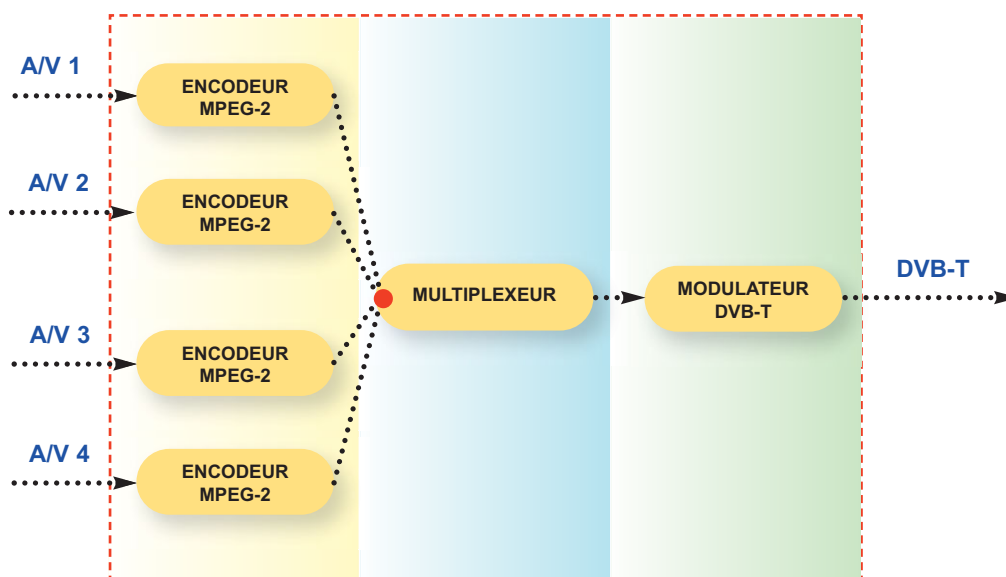 A/V 1
ENCODEUR
MPEG-2
A/V 2
ENCODEUR
MPEG-2
A/V 3
ENCODEUR
MPEG-2
A/V 4
ENCODEUR
MPEG-2
MULTIPLEXEUR
MODULATEUR
DVB-T
DVB-T